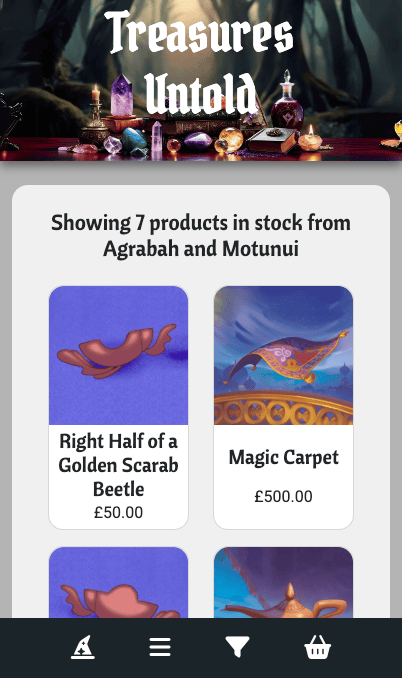 Treasures
Untold
Showing 7 products in stock from
Agrabah and Motunui
Right Half of a
Golden Scarab
Beetle
£50.00
Magic Carpet
£500.00